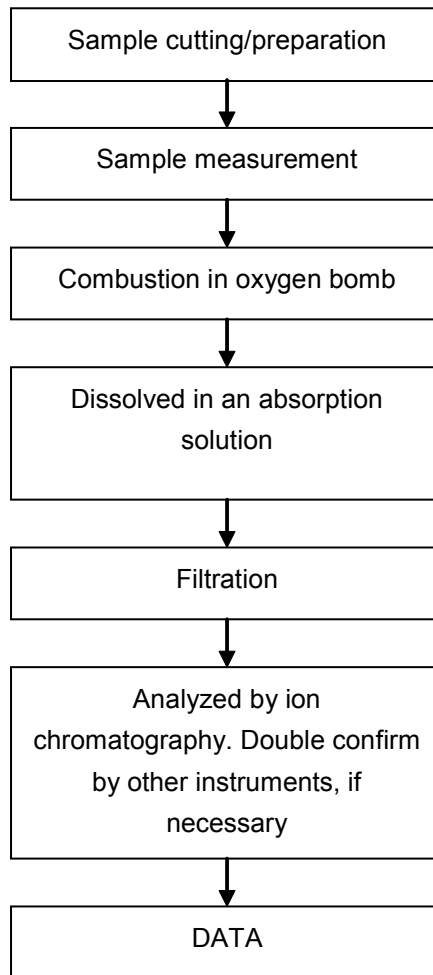 Sample cutting/preparation
Sample measurement
Combustion in oxygen bomb
Dissolved in an absorption
solution
Filtration
Analyzed by ion
chromatography. Double confirm
by other instruments, if
necessary
DATA